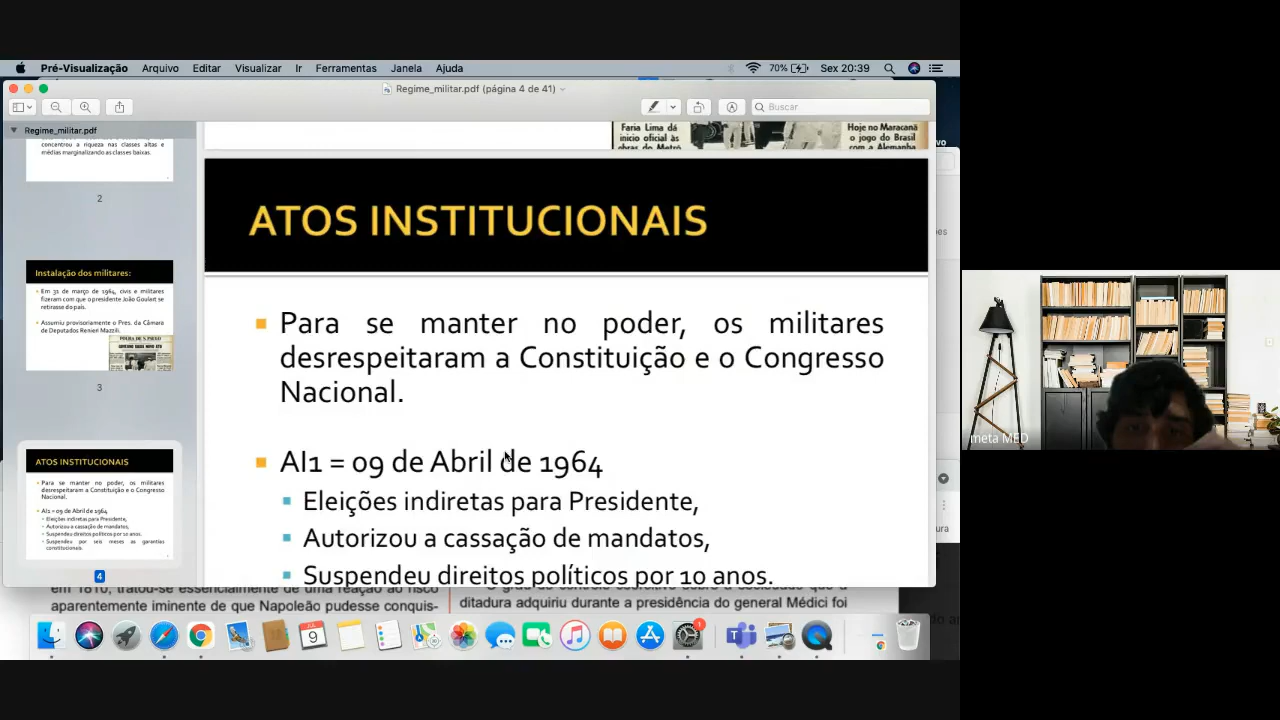 Pré-Visualização Arquivo Editar Visualizar Ir Ferramentas Janela Ajuda 70% Sex 20:39
Regime_militar.pdf (página 4 de 41)
Buscar
Regime_militar.pdf
concentrou a riqueza nas classes altas e
médias marginalizando as classes baixas.
2
Instalação dos militares:
Em 31 de março de 1964, civis e militares
fizeram com que o presidente João Goulart se
retirasse do país.
Assumiu provisoriamente o Pres. da Câmara
de Deputados Renieri Mazzili.
FOLHA DE S.PAULO
3
ATOS INSTITUCIONAIS
Para se manter no poder, os militares
desrespeitaram a Constituição e o Congresso
Nacional.
AI1 = 09 de Abril de 1964
Eleições indiretas para Presidente,
Autorizou a cassação de mandatos,
Suspendeu direitos políticos por 10 anos.
Suspendeu por seis meses as garantias
constitucionais.
4
Faria Lima dá
início oficial às
obras do Metrô
Hoje no Maracanã
o jogo do Brasil
com a Alemanha
ATOS INSTITUCIONAIS
Para se manter no poder, os militares
desrespeitaram a Constituição e o Congresso
Nacional.
AI1 = 09 de Abril de 1964
Eleições indiretas para Presidente,
Autorizou a cassação de mandatos,
Suspendeu direitos políticos por 10 anos.
em 1810, tratou-se essencialmente de uma reação ao risco
aparentemente iminente de que Napoleão pudesse conquis-
ditadura adquiriu durante a presidência do general Médici foi
JUL
9
1
meta MED